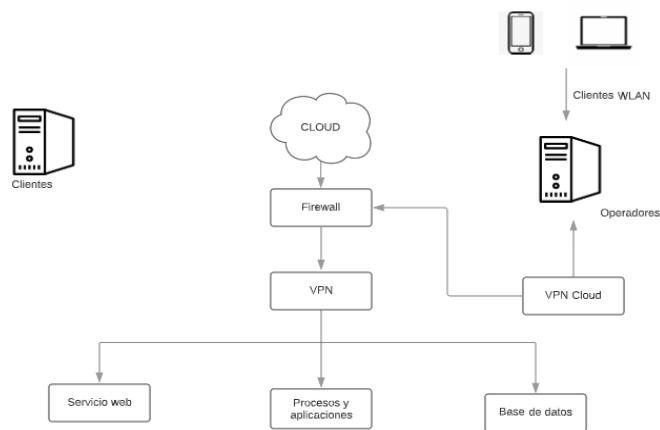 Clientes WLAN
CLOUD
Clientes
Firewall
Operadores
VPN
VPN Cloud
Servicio web
Procesos y
aplicaciones
Base de datos